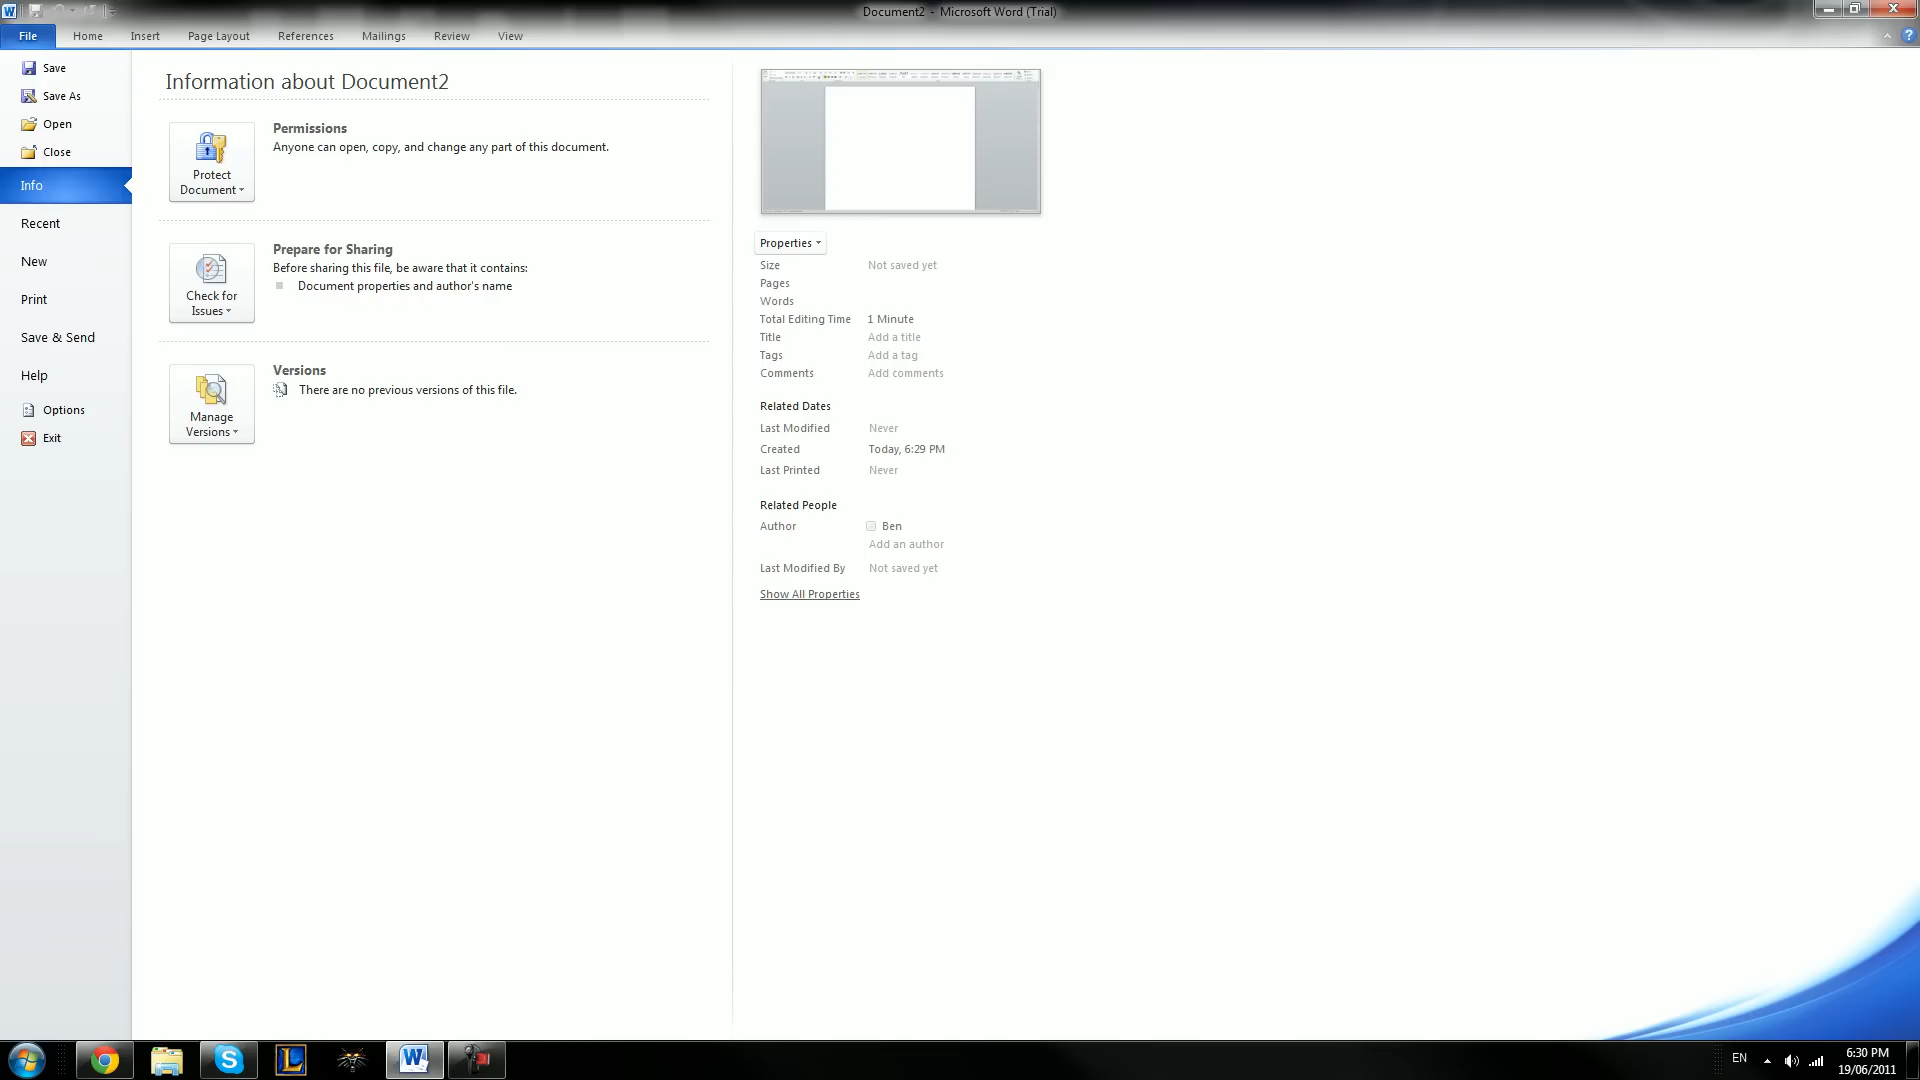 Document2 - Microsoft Word (Trial)
File Home Insert Page Layout References Mailings Review View
Save
Save As
Open
Close
Info
Recent
New
Print
Save & Send
Help
Options
Exit
Information about Document2
Protect
Document
Permissions
Anyone can open, copy, and change any part of this document.
Check for
Issues
Prepare for Sharing
Before sharing this file, be aware that it contains:
Document properties and author's name
Manage
Versions
Versions
There are no previous versions of this file.
Properties
Size Not saved yet
Pages
Words
Total Editing Time 1 Minute
Title Add a title
Tags Add a tag
Comments Add comments
Related Dates
Last Modified Never
Created Today, 6:29 PM
Last Printed Never
Related People
Author Ben
Add an author
Last Modified By Not saved yet
Show All Properties
EN
6:30 PM
19/06/2011